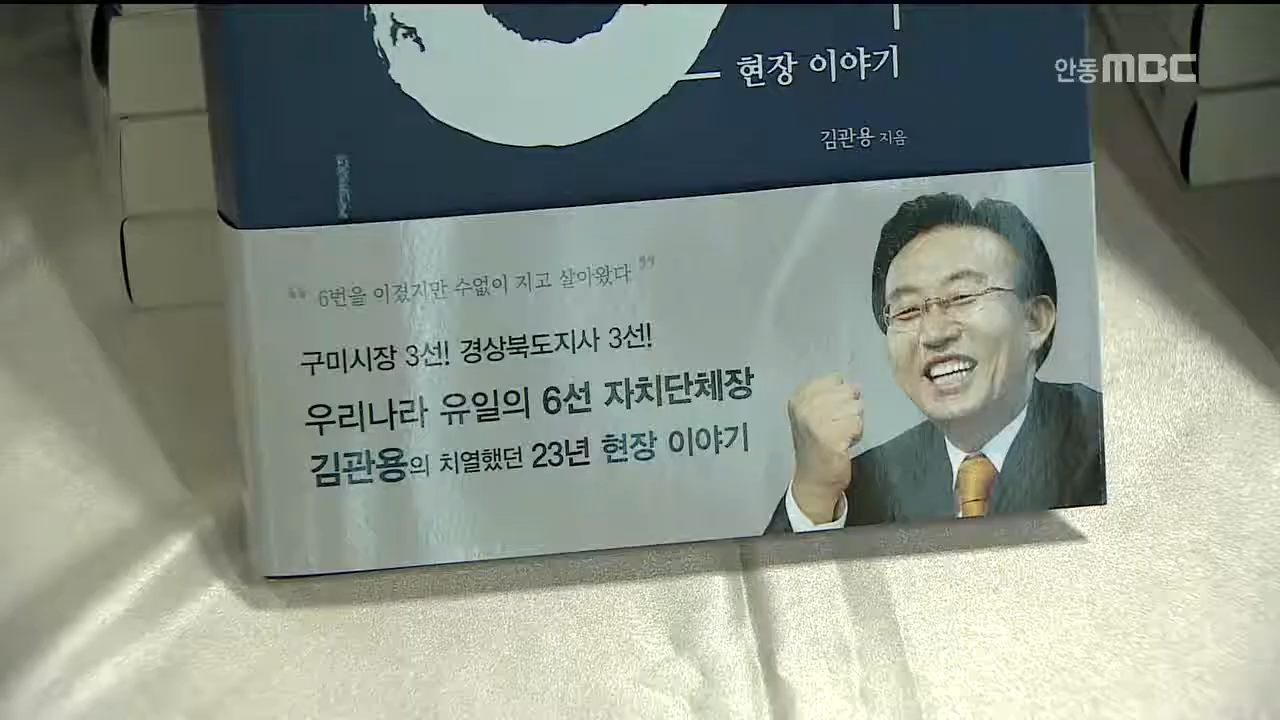 현장 이야기
안동MBC
김관용 지음
“ 6번을 이겼지만 수없이 지고 살아왔다 ”
구미시장 3선! 경상북도지사 3선!
우리나라 유일의 6선 자치단체장
김관용의 치열했던 23년 현장 이야기